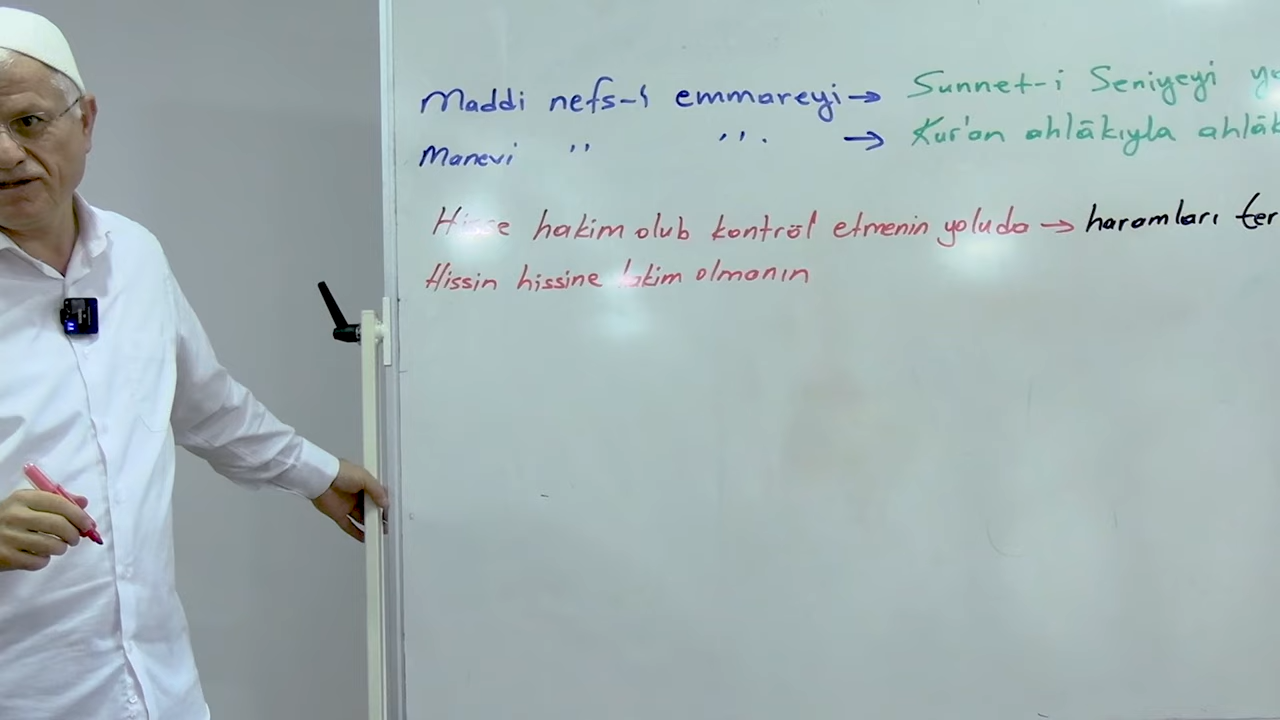 Maddi nefs-i emmareyi → Sunnet-i Seniyeyi
Manevi '' ''. → Kur'an ahlâkıyla
Hisse hakim olub kontröl etmenin yoluda → haramları
Hissin hissine hakim olmanın